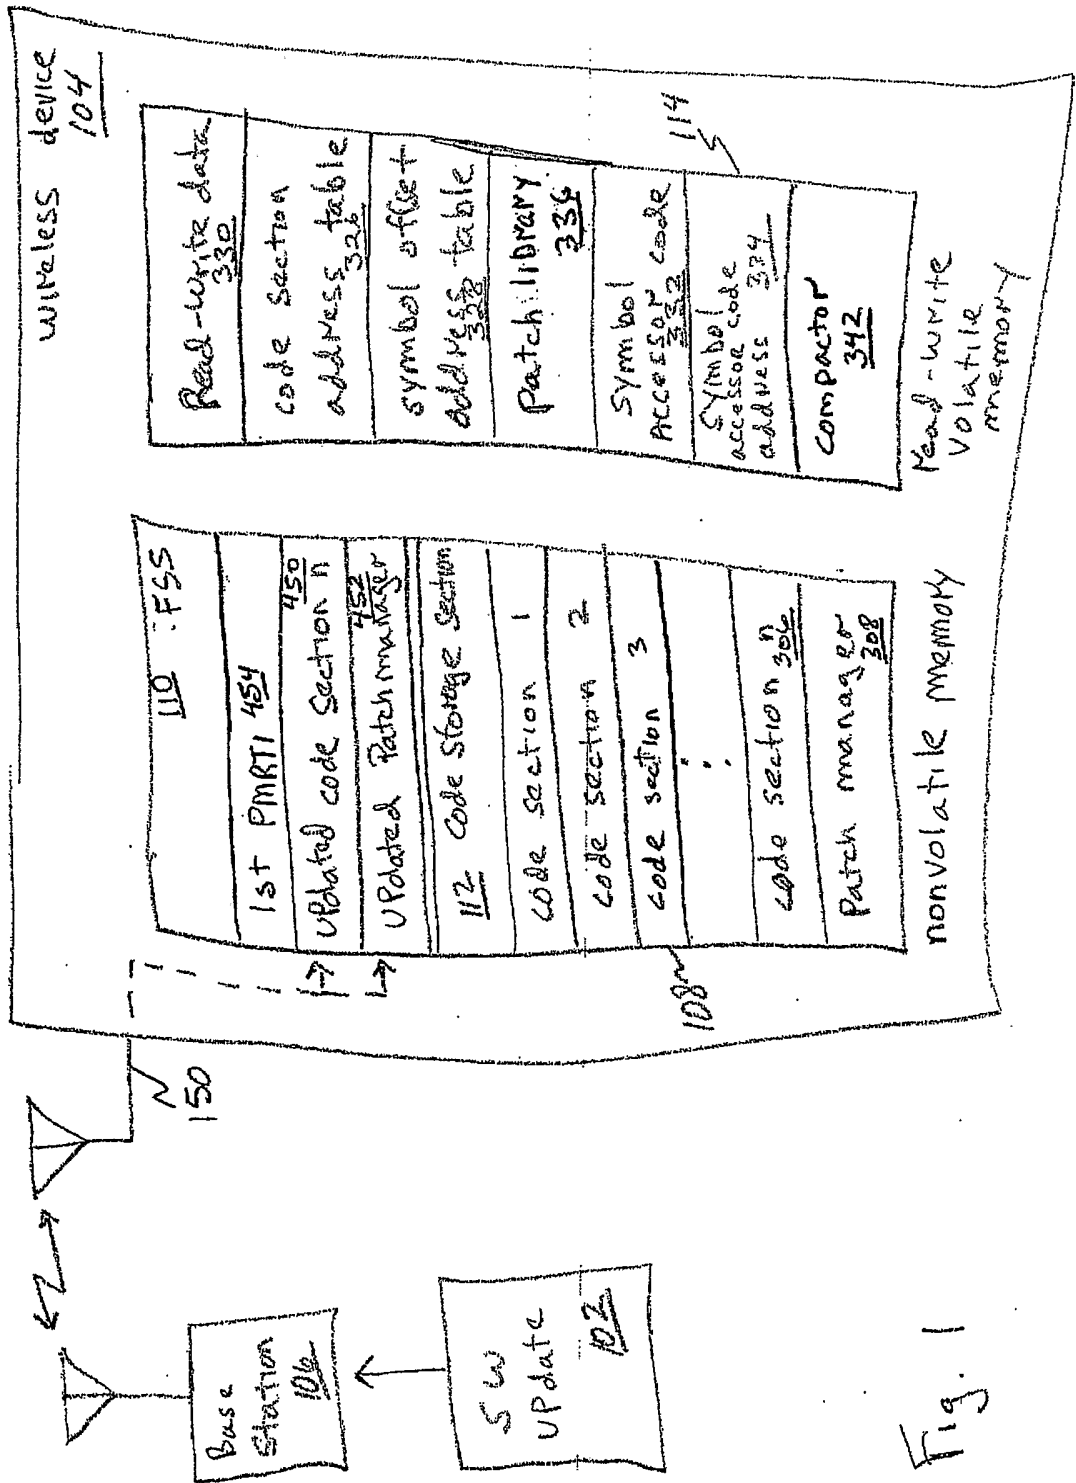 wireless device
104
Read-write data
330
code section
address table
326
symbol offset
address table
328
Patch library
336
Symbol
Accessor code
332
Symbol
accessor code
address 334
compactor
342
Read-write
Volatile
memory
114
110 FSS
1st PMRTI 454
Updated code section n
450
Updated Patch manager
452
112 Code Storage Section
code section 1
code section 2
code section 3
code section n
306
Patch manager
308
nonvolatile memory
108
150
Base
Station
106
SW
Update
102
Fig. 1